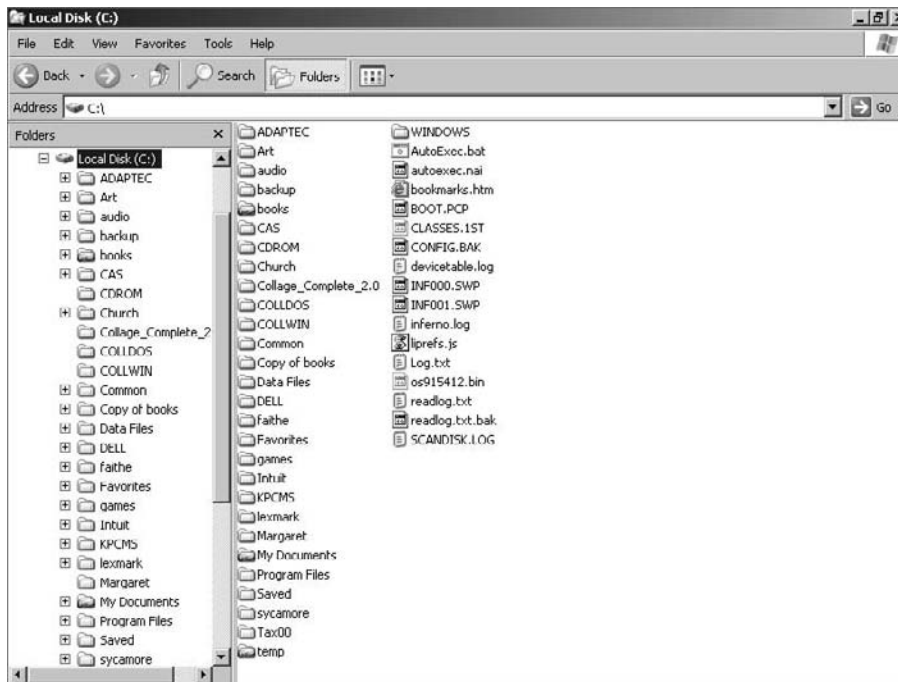 Local Disk (C:)
File Edit View Favorites Tools Help
Back Search Folders
Address C:\ Go
Folders
Local Disk (C:)
ADAPTEC
Art
audio
backup
books
CAS
CDROM
Church
Collage_Complete_2
COLLDOS
COLLWIN
Common
Copy of books
Data Files
DELL
faithe
Favorites
games
Intuit
KPCMS
lexmark
Margaret
My Documents
Program Files
Saved
sycamore
ADAPTEC
Art
audio
backup
books
CAS
CDROM
Church
Collage_Complete_2.0
COLLDOS
COLLWIN
Common
Copy of books
Data Files
DELL
faithe
Favorites
games
Intuit
KPCMS
lexmark
Margaret
My Documents
Program Files
Saved
sycamore
Tax00
temp
WINDOWS
AutoExec.bat
autoexec.nai
bookmarks.htm
BOOT.PCP
CLASSES.1ST
CONFIG.BAK
devicetable.log
INF000.SWP
INF001.SWP
inferno.log
liprefs.js
Log.txt
os915412.bin
readlog.txt
readlog.txt.bak
SCANDISK.LOG